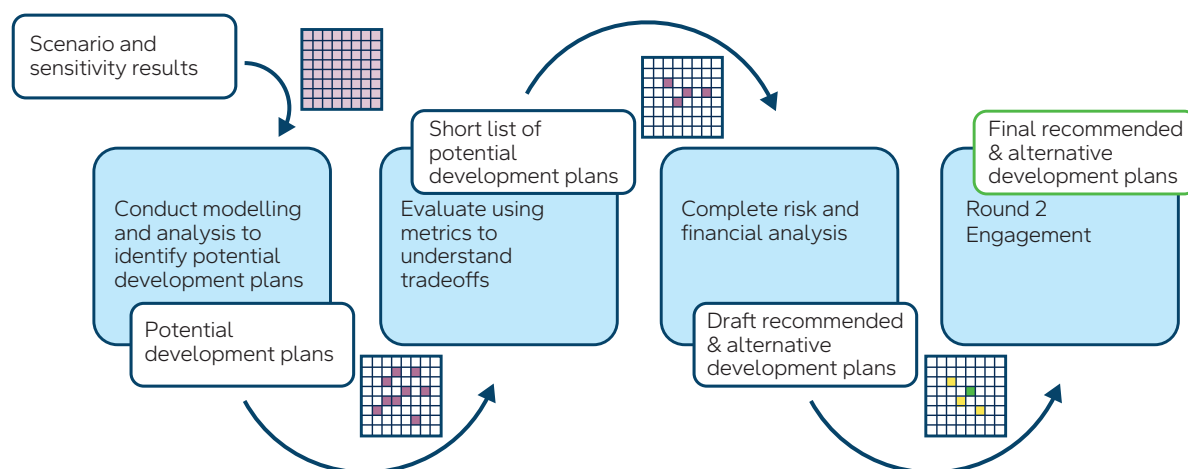 Scenario and
sensitivity results
Conduct modelling
and analysis to
identify potential
development plans
Potential
development plans
Short list of
potential
development plans
Evaluate using
metrics to
understand
tradeoffs
Complete risk and
financial analysis
Draft recommended
& alternative
development plans
Final recommended
& alternative
development plans
Round 2
Engagement